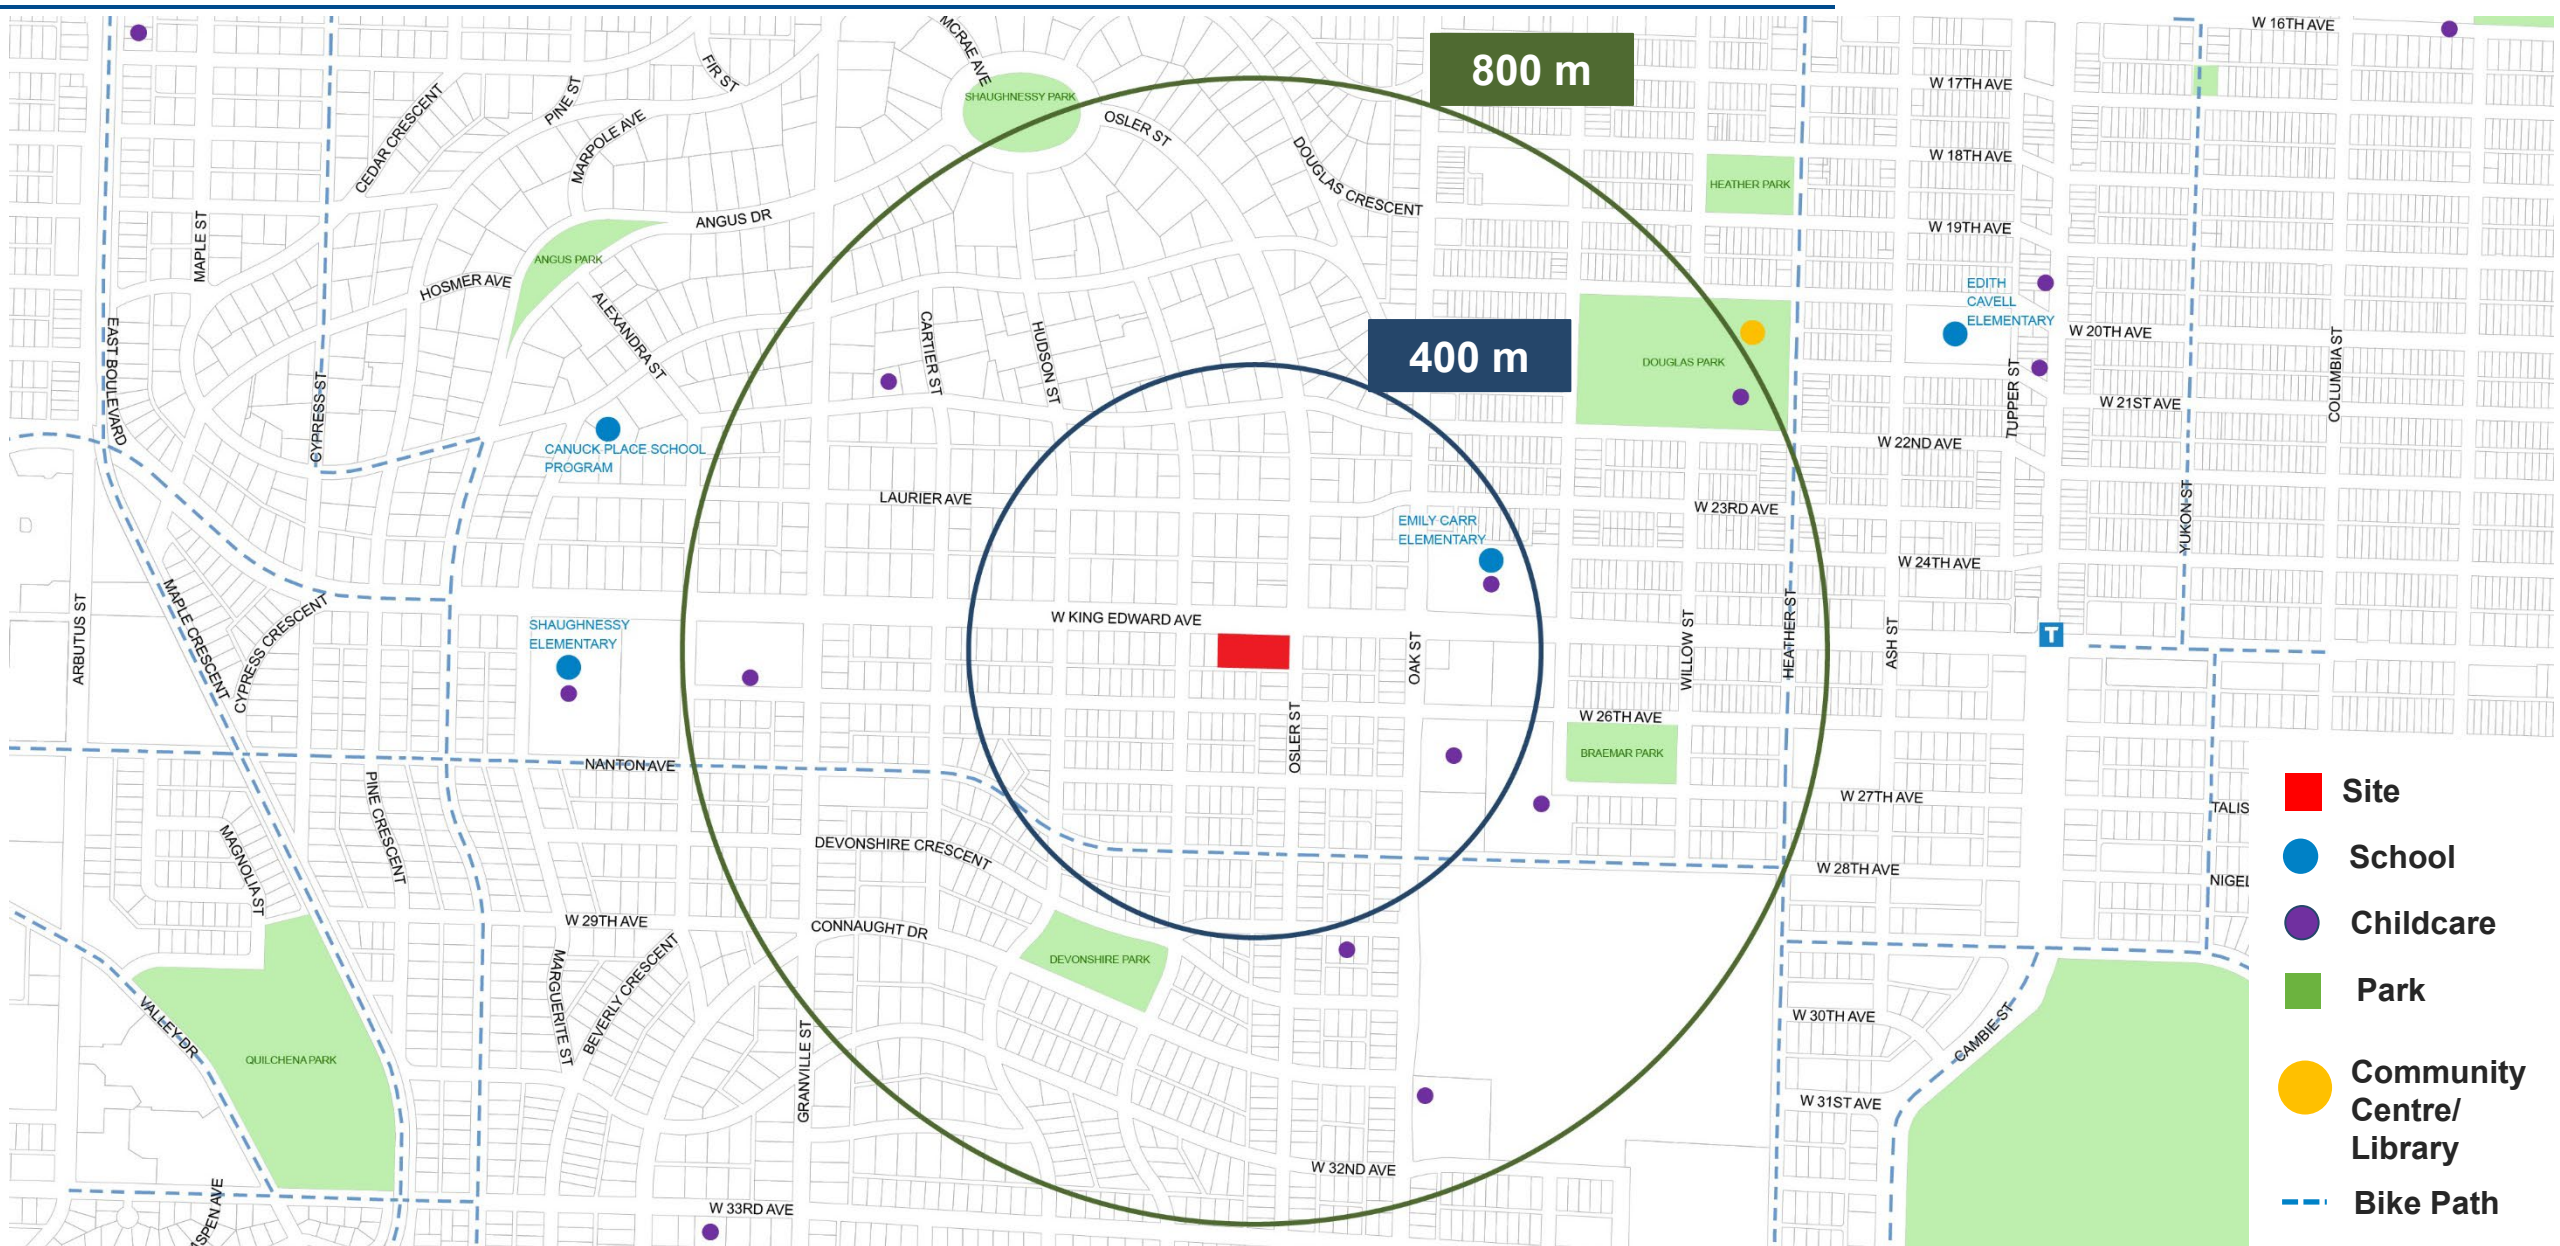 W 16TH AVE
MCRAE AVE
800 m
FIR ST
W 17TH AVE
SHAUGHNESSY PARK
PINE ST
CEDAR CRESCENT
MARPOLE AVE
OSLER ST
DOUGLAS CRESCENT
W 18TH AVE
HEATHER PARK
ANGUS DR
W 19TH AVE
MAPLE ST
ANGUS PARK
HOSMER AVE
EDITH
CAVELL
ELEMENTARY
W 20TH AVE
ALEXANDRA ST
CARTIER ST
HUDSON ST
400 m
DOUGLAS PARK
COLUMBIA ST
EAST BOULEVARD
CYPRESS ST
TUPPER ST
W 21ST AVE
W 22ND AVE
CANUCK PLACE SCHOOL
PROGRAM
LAURIER AVE
W 23RD AVE
YUKON ST
EMILY CARR
ELEMENTARY
W 24TH AVE
MAPLE CRESCENT
CYPRESS CRESCENT
ARBUTUS ST
SHAUGHNESSY
ELEMENTARY
W KING EDWARD AVE
OAK ST
WILLOW ST
HEATHER ST
ASH ST
T
OSLER ST
W 26TH AVE
BRAEMAR PARK
NANTON AVE
PINE CRESCENT
W 27TH AVE
TALIS
MAGNOLIA ST
DEVONSHIRE CRESCENT
W 28TH AVE
NIGEL
W 29TH AVE
CONNAUGHT DR
MARGUERITE ST
BEVERLY CRESCENT
DEVONSHIRE PARK
VALLEY DR
QUILCHENA PARK
GRANVILLE ST
W 30TH AVE
CAMBIE ST
W 31ST AVE
W 32ND AVE
ASPEN AVE
W 33RD AVE
Site
School
Childcare
Park
Community
Centre/
Library
Bike Path